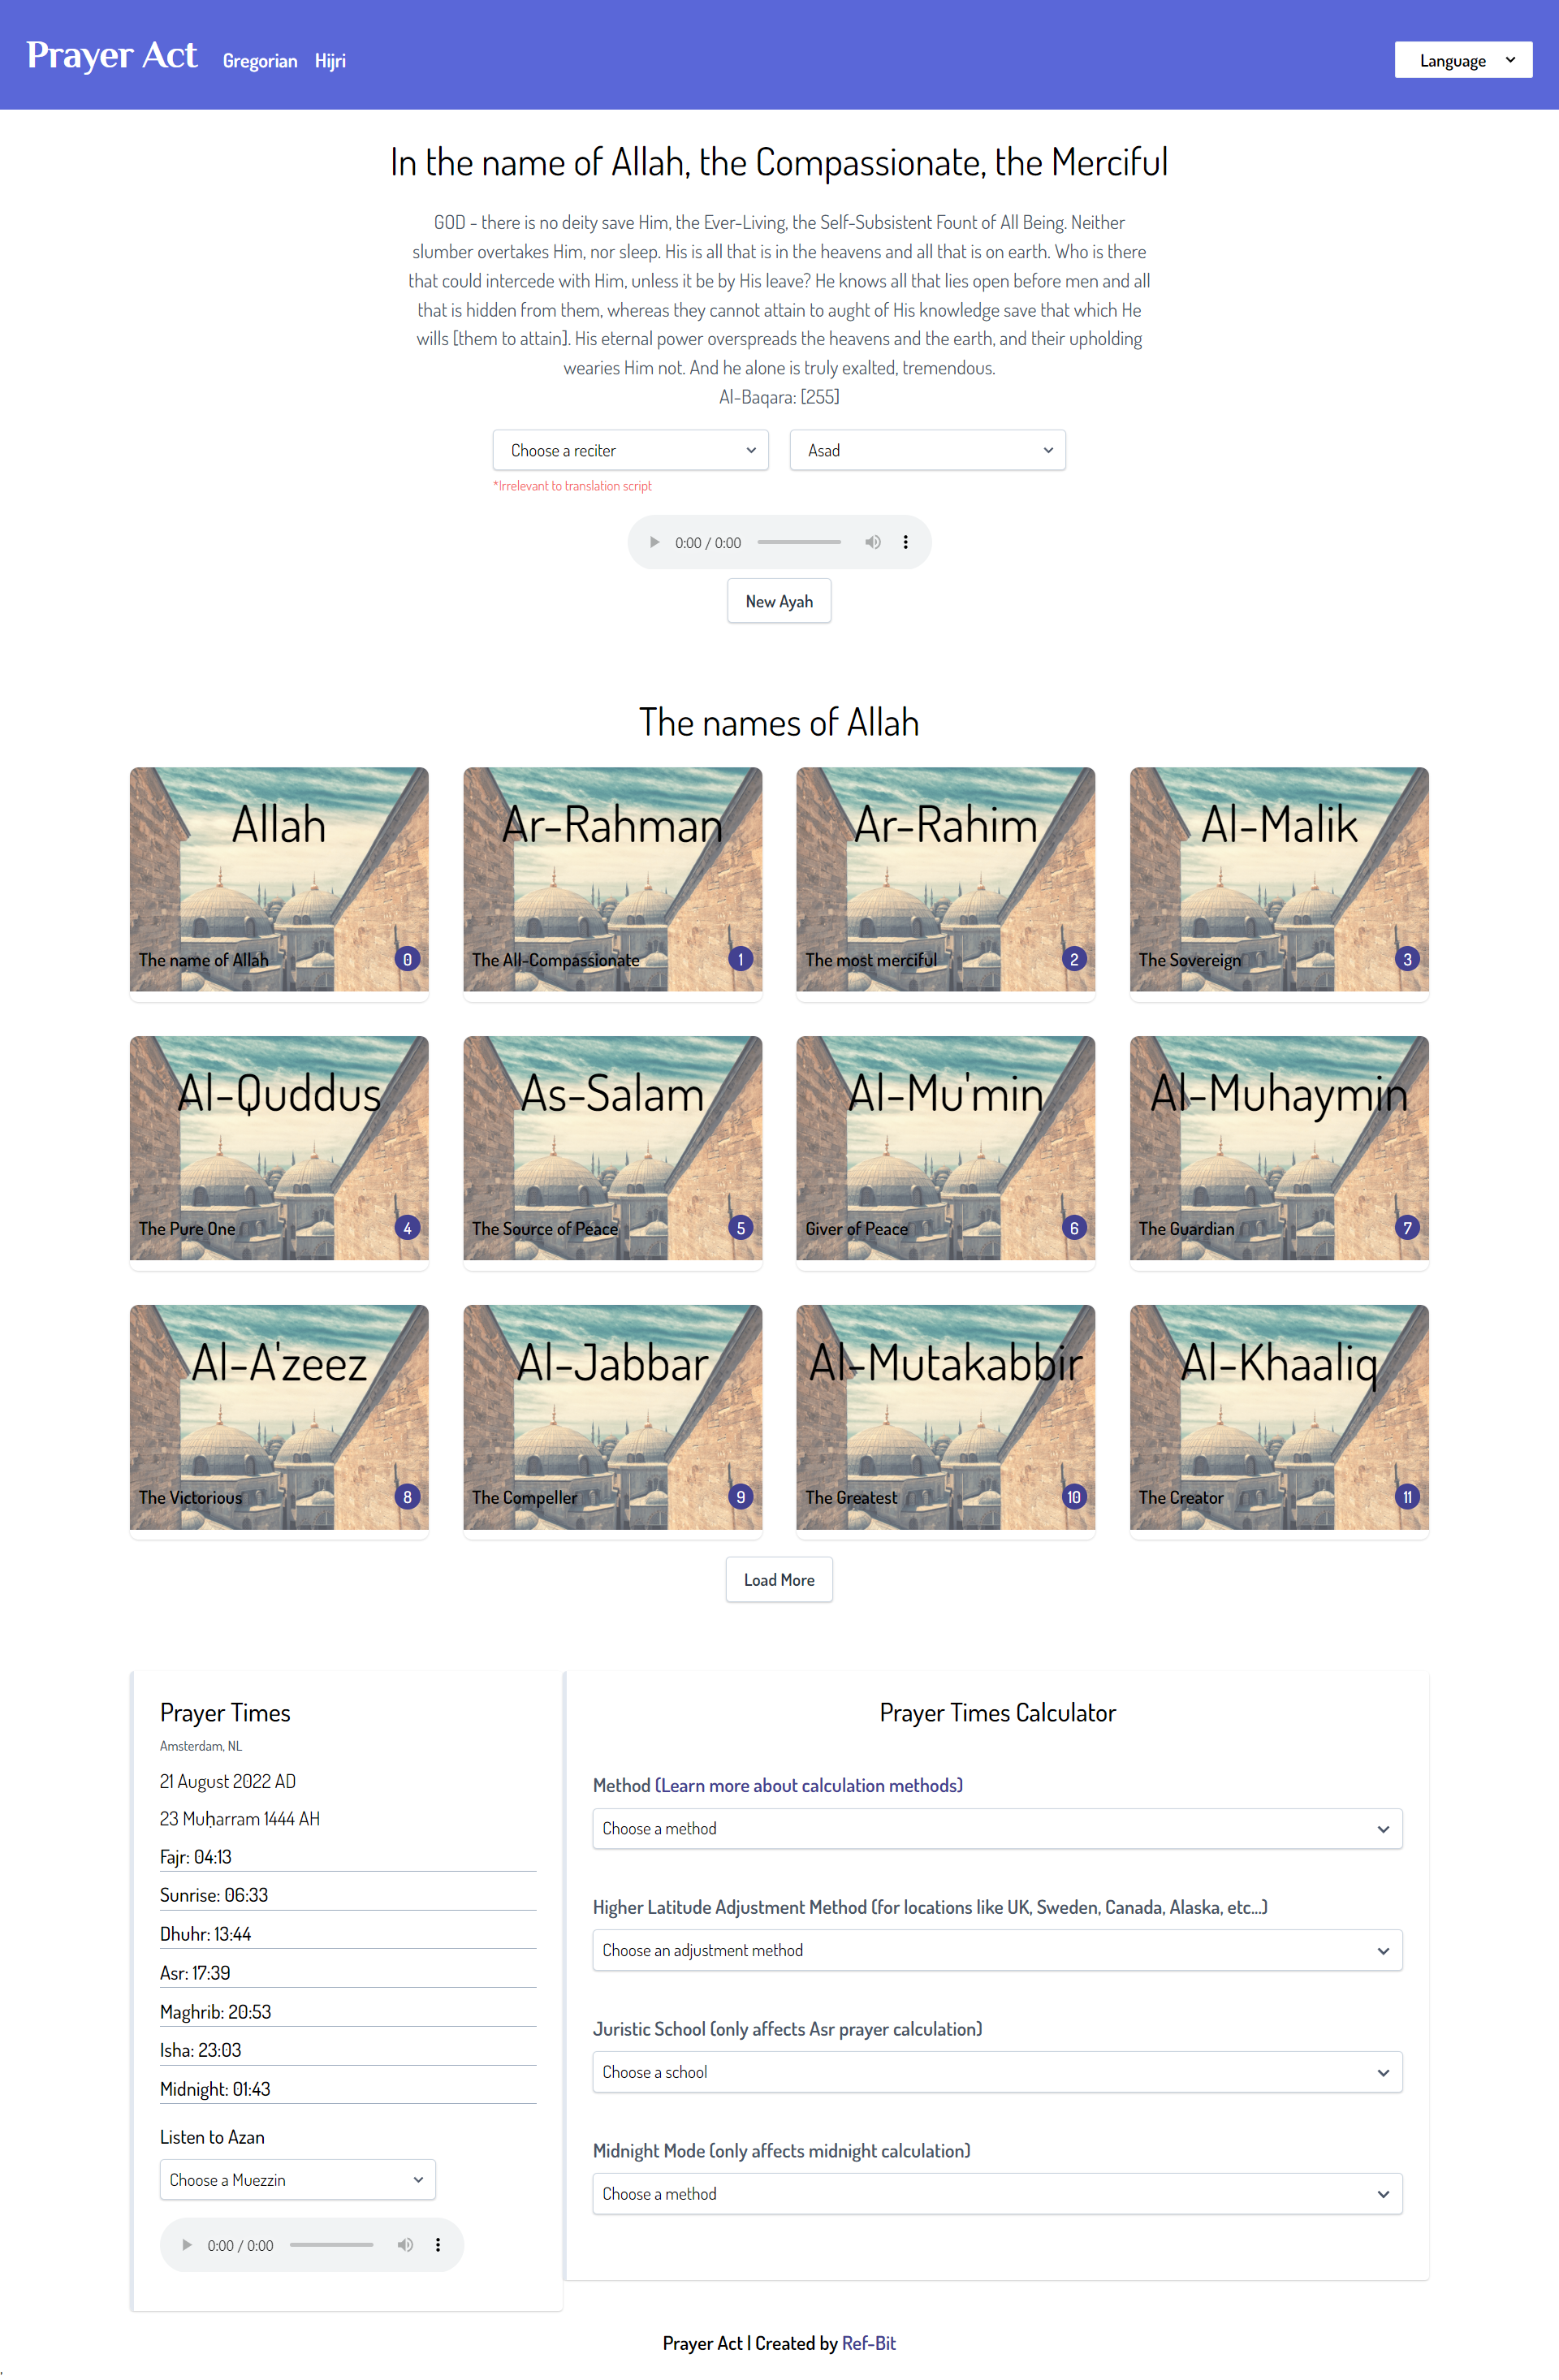 Prayer Act Gregorian Hijri Language
In the name of Allah, the Compassionate, the Merciful
GOD - there is no deity save Him, the Ever-Living, the Self-Subsistent Fount of All Being. Neither
slumber overtakes Him, nor sleep. His is all that is in the heavens and all that is on earth. Who is there
that could intercede with Him, unless it be by His leave? He knows all that lies open before men and all
that is hidden from them, whereas they cannot attain to aught of His knowledge save that which He
wills [them to attain]. His eternal power overspreads the heavens and the earth, and their upholding
wearies Him not. And he alone is truly exalted, tremendous.
Al-Baqara: [255]
Choose a reciter
Asad
*Irrelevant to translation script
0:00 / 0:00
New Ayah
The names of Allah
Allah
The name of Allah 0
Ar-Rahman
The All-Compassionate 1
Ar-Rahim
The most merciful 2
Al-Malik
The Sovereign 3
Al-Quddus
The Pure One 4
As-Salam
The Source of Peace 5
Al-Mu'min
Giver of Peace 6
Al-Muhaymin
The Guardian 7
Al-A'zeez
The Victorious 8
Al-Jabbar
The Compeller 9
Al-Mutakabbir
The Greatest 10
Al-Khaaliq
The Creator 11
Load More
Prayer Times
Amsterdam, NL
21 August 2022 AD
23 Muḥarram 1444 AH
Fajr: 04:13
Sunrise: 06:33
Dhuhr: 13:44
Asr: 17:39
Maghrib: 20:53
Isha: 23:03
Midnight: 01:43
Listen to Azan
Choose a Muezzin
0:00 / 0:00
Prayer Times Calculator
Method (Learn more about calculation methods)
Choose a method
Higher Latitude Adjustment Method (for locations like UK, Sweden, Canada, Alaska, etc...)
Choose an adjustment method
Juristic School (only affects Asr prayer calculation)
Choose a school
Midnight Mode (only affects midnight calculation)
Choose a method
Prayer Act | Created by Ref-Bit